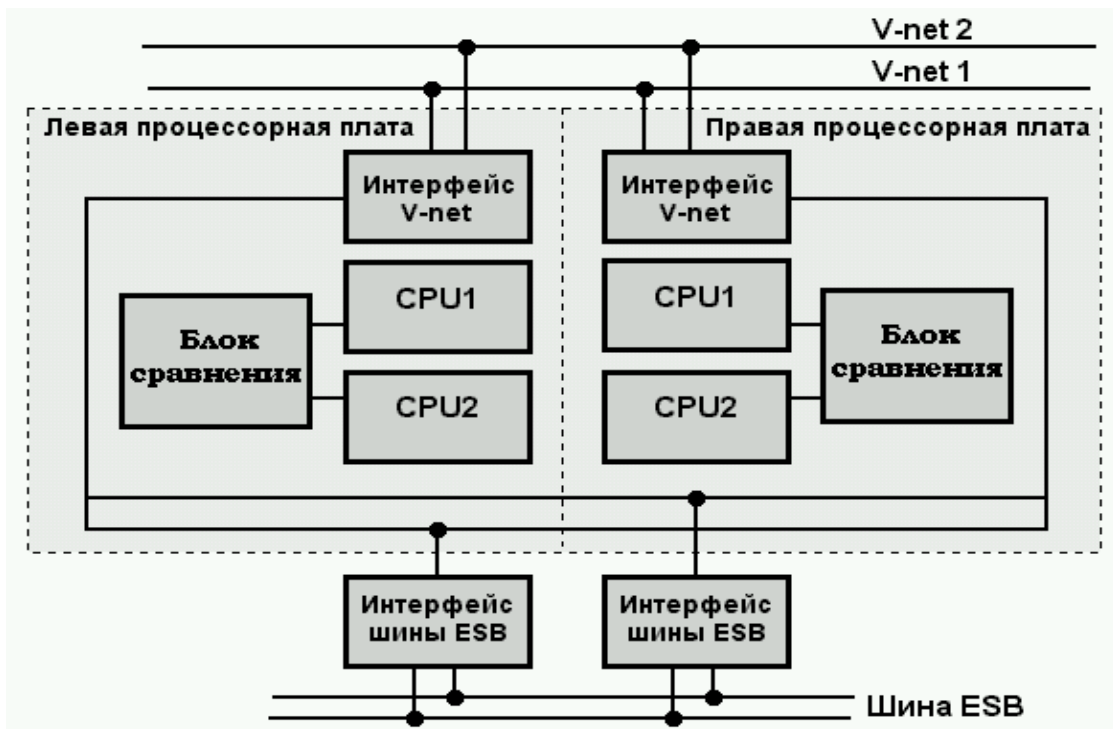 V-net 2
V-net 1
Левая процессорная плата
Правая процессорная плата
Интерфейс
V-net
Интерфейс
V-net
CPU1
CPU1
Блок
сравнения
Блок
сравнения
CPU2
CPU2
Интерфейс
шины ESB
Интерфейс
шины ESB
Шина ESB